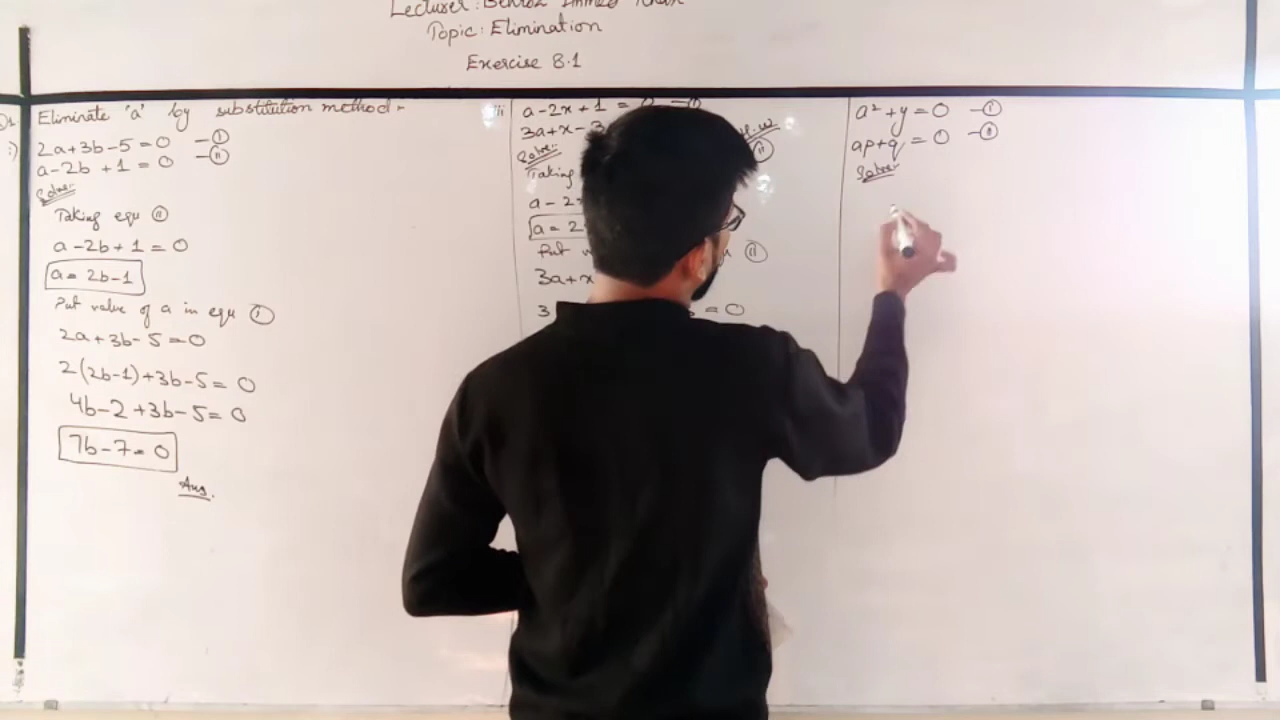 Lecturer :
Topic: Elimination
Exercise 8.1
Eliminate 'a' by substitution method:-
2a+3b-5=0 —Ⓘ
a-2b+1=0 —Ⓘⓘ
Solve:-
Taking equ Ⓘⓘ
a-2b+1=0
a=2b-1
Put value of a in equ Ⓘ
2a+3b-5=0
2(2b-1)+3b-5=0
4b-2+3b-5=0
7b-7=0
Ans.
a-2x+1=
3a+x-
H.W
Solve:-
Taking
a-2
a=2
Put
3a+x
3 =0
a²+y=0 —Ⓘ
ap+q=0 —Ⓘⓘ
Solve:-